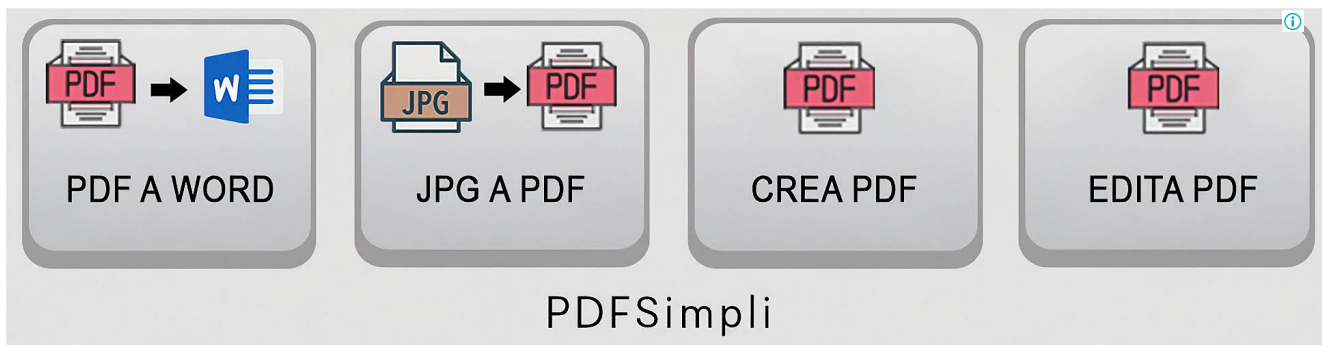 PDF
W
JPG
PDF
PDF
PDF
PDF A WORD
JPG A PDF
CREA PDF
EDITA PDF
PDFSimpli